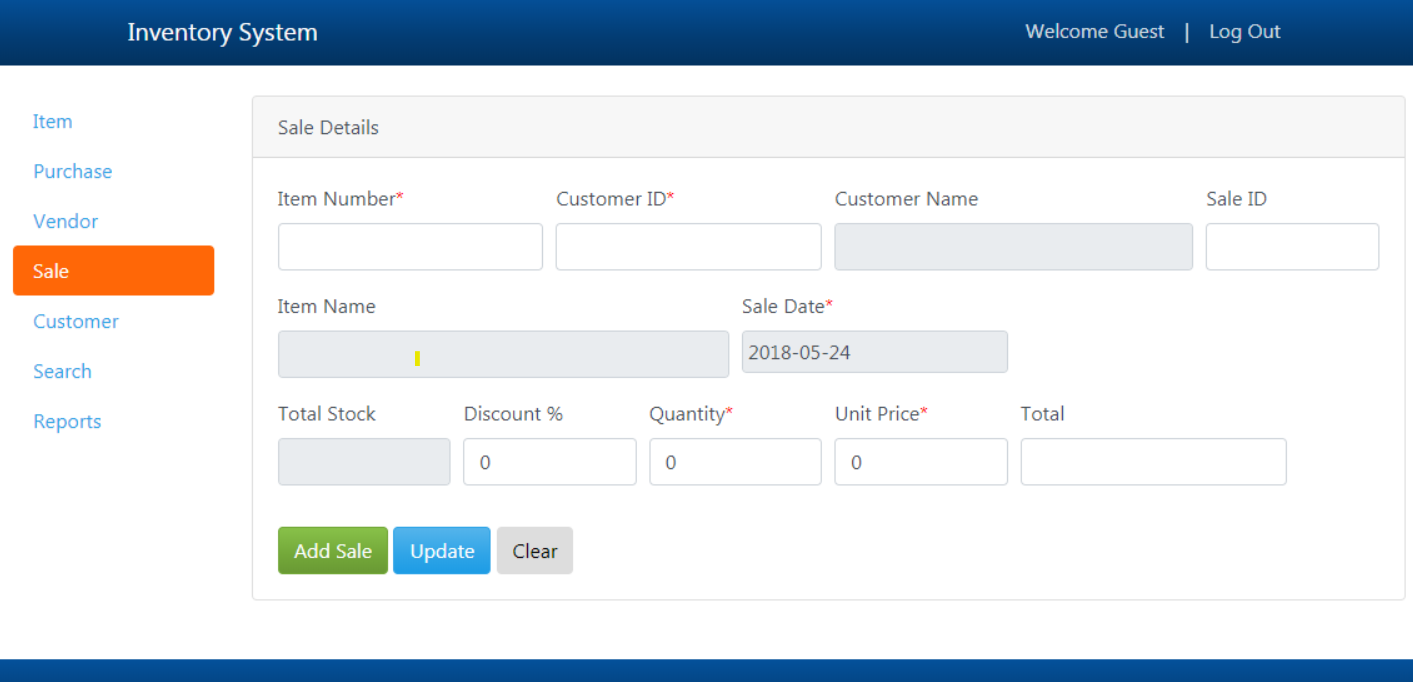 Inventory System Welcome Guest | Log Out
Item
Purchase
Vendor
Sale
Customer
Search
Reports
Sale Details
Item Number* Customer ID* Customer Name Sale ID
Item Name Sale Date*
2018-05-24
Total Stock Discount % Quantity* Unit Price* Total
0 0 0
Add Sale Update Clear